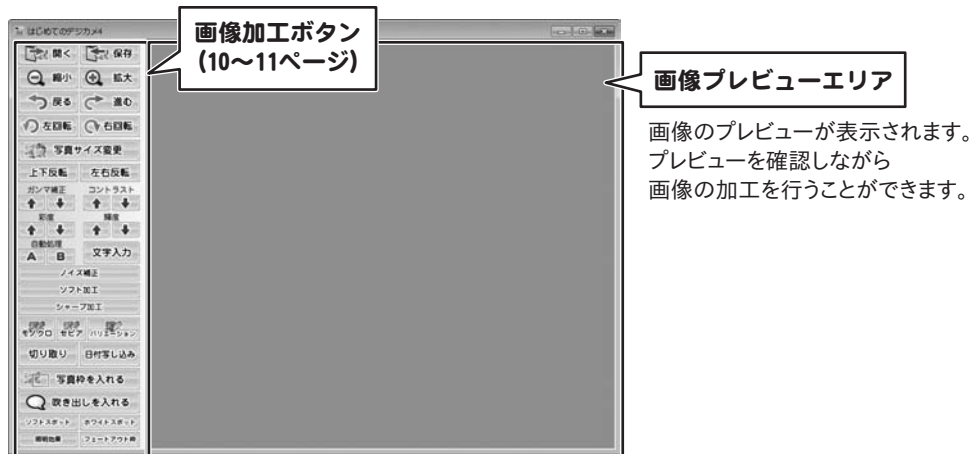 はじめてのデジカメ4
開く 保存
縮小 拡大
戻る 進む
左回転 右回転
写真サイズ変更
上下反転 左右反転
ガンマ補正 コントラスト
彩度 輝度
自動処理
A B 文字入力
ノイズ補正
ソフト加工
シャープ加工
モノクロ セピア バリエーション
切り取り 日付写し込み
写真枠を入れる
吹き出しを入れる
ソフトスポット ホワイトスポット
照明効果 フェードアウト枠
画像加工ボタン
(10～11ページ)
画像プレビューエリア
画像のプレビューが表示されます。
プレビューを確認しながら
画像の加工を行うことができます。